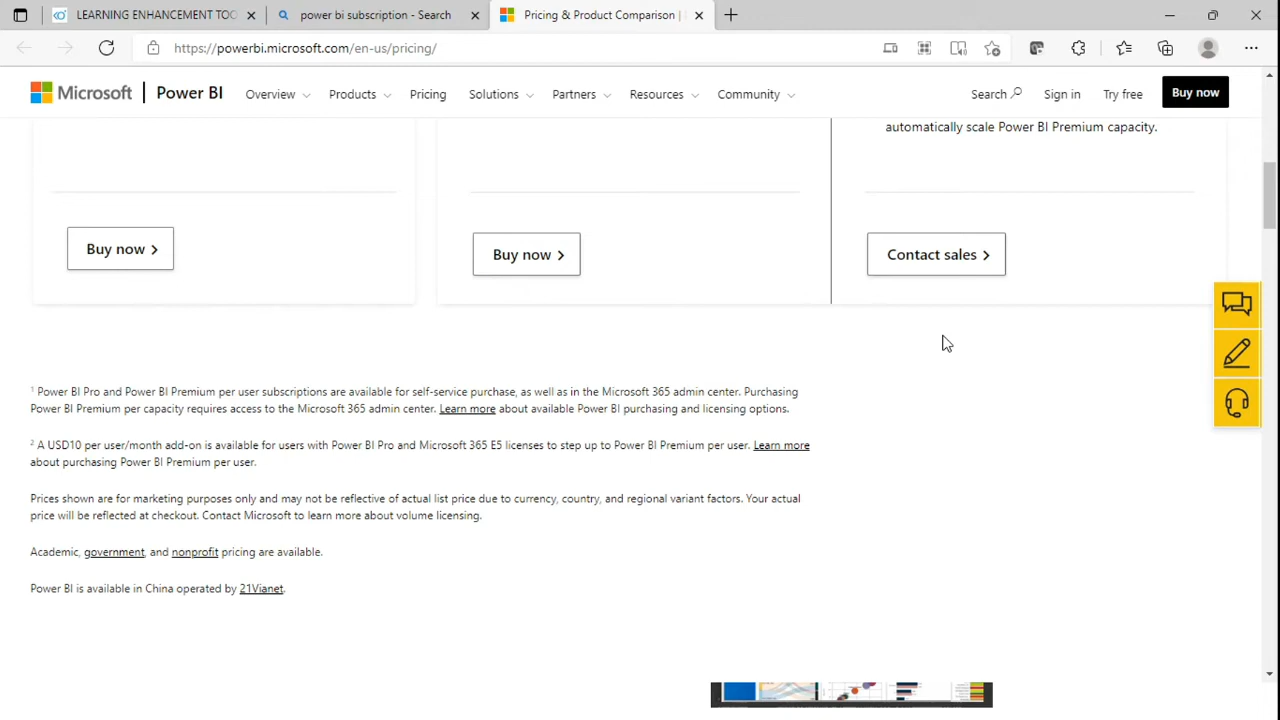 LEARNING ENHANCEMENT TOO
power bi subscription - Search
Pricing & Product Comparison |
https://powerbi.microsoft.com/en-us/pricing/
Microsoft Power BI Overview Products Pricing Solutions Partners Resources Community Search Sign in Try free Buy now
automatically scale Power BI Premium capacity.
Buy now
Buy now
Contact sales
1 Power BI Pro and Power BI Premium per user subscriptions are available for self-service purchase, as well as in the Microsoft 365 admin center. Purchasing
Power BI Premium per capacity requires access to the Microsoft 365 admin center. Learn more about available Power BI purchasing and licensing options.
2 A USD10 per user/month add-on is available for users with Power BI Pro and Microsoft 365 E5 licenses to step up to Power BI Premium per user. Learn more
about purchasing Power BI Premium per user.
Prices shown are for marketing purposes only and may not be reflective of actual list price due to currency, country, and regional variant factors. Your actual
price will be reflected at checkout. Contact Microsoft to learn more about volume licensing.
Academic, government, and nonprofit pricing are available.
Power BI is available in China operated by 21Vianet.